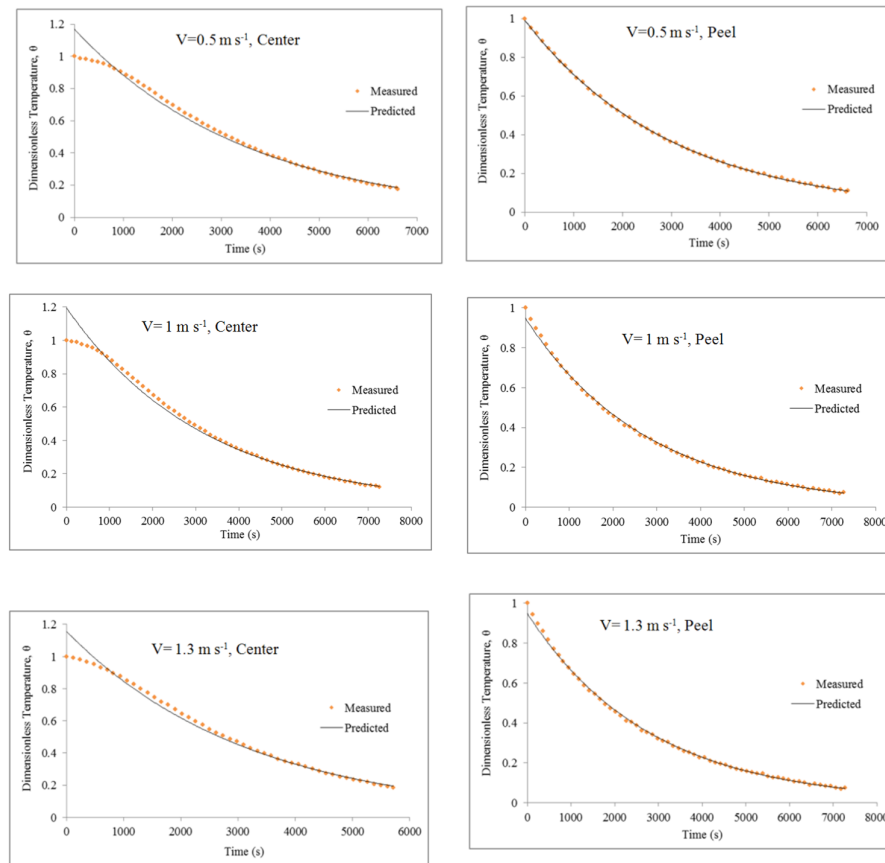 V=0.5 m s⁻¹, Center
Dimensionless Temperature, θ
1.2
1
0.8
0.6
0.4
0.2
0
Measured
Predicted
0 1000 2000 3000 4000 5000 6000 7000
Time (s)
V=0.5 m s⁻¹, Peel
Dimensionless Temperature, θ
1
0.8
0.6
0.4
0.2
0
Measured
Predicted
0 1000 2000 3000 4000 5000 6000 7000
Time (s)
V= 1 m s⁻¹, Center
Dimensionless Temperature, θ
1.2
1
0.8
0.6
0.4
0.2
0
Measured
Predicted
0 1000 2000 3000 4000 5000 6000 7000 8000
Time (s)
V= 1 m s⁻¹, Peel
Dimensionless Temperature, θ
1
0.8
0.6
0.4
0.2
0
Measured
Predicted
0 1000 2000 3000 4000 5000 6000 7000 8000
Time (s)
V= 1.3 m s⁻¹, Center
Dimensionless Temperature, θ
1.2
1
0.8
0.6
0.4
0.2
0
Measured
Predicted
0 1000 2000 3000 4000 5000 6000
Time (s)
V= 1.3 m s⁻¹, Peel
Dimensionless Temperature, θ
1
0.8
0.6
0.4
0.2
0
Measured
Predicted
0 1000 2000 3000 4000 5000 6000 7000 8000
Time (s)